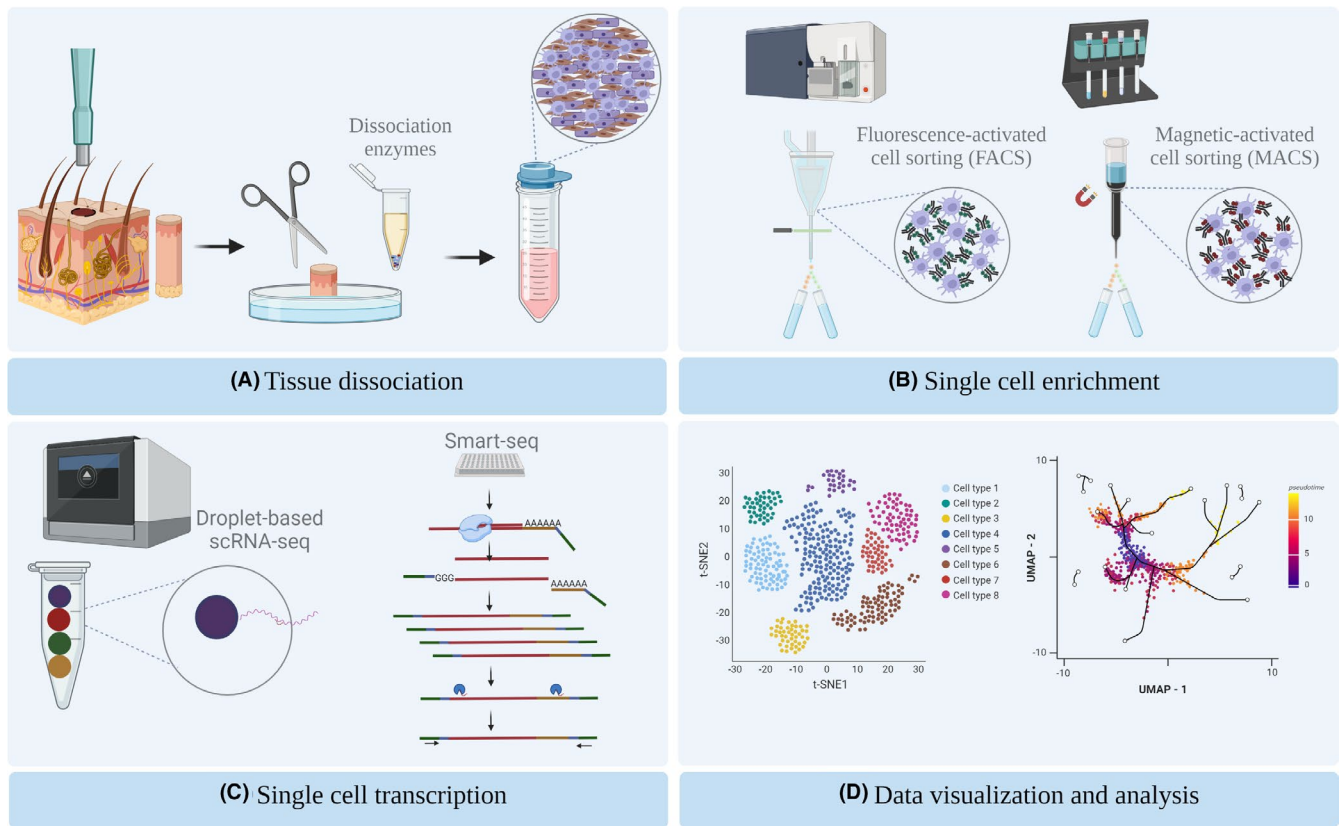 Dissociation
enzymes
(A) Tissue dissociation
Fluorescence-activated
cell sorting (FACS)
Magnetic-activated
cell sorting (MACS)
(B) Single cell enrichment
Droplet-based
scRNA-seq
Smart-seq
AAAAAA
GGG
AAAAAA
(C) Single cell transcription
30
20
10
0
-10
-20
-30
t-SNE2
-30
-20
-10
0
10
20
30
t-SNE1
Cell type 1
Cell type 2
Cell type 3
Cell type 4
Cell type 5
Cell type 6
Cell type 7
Cell type 8
10
-10
UMAP - 2
-10
10
UMAP - 1
pseudotime
10
5
0
(D) Data visualization and analysis